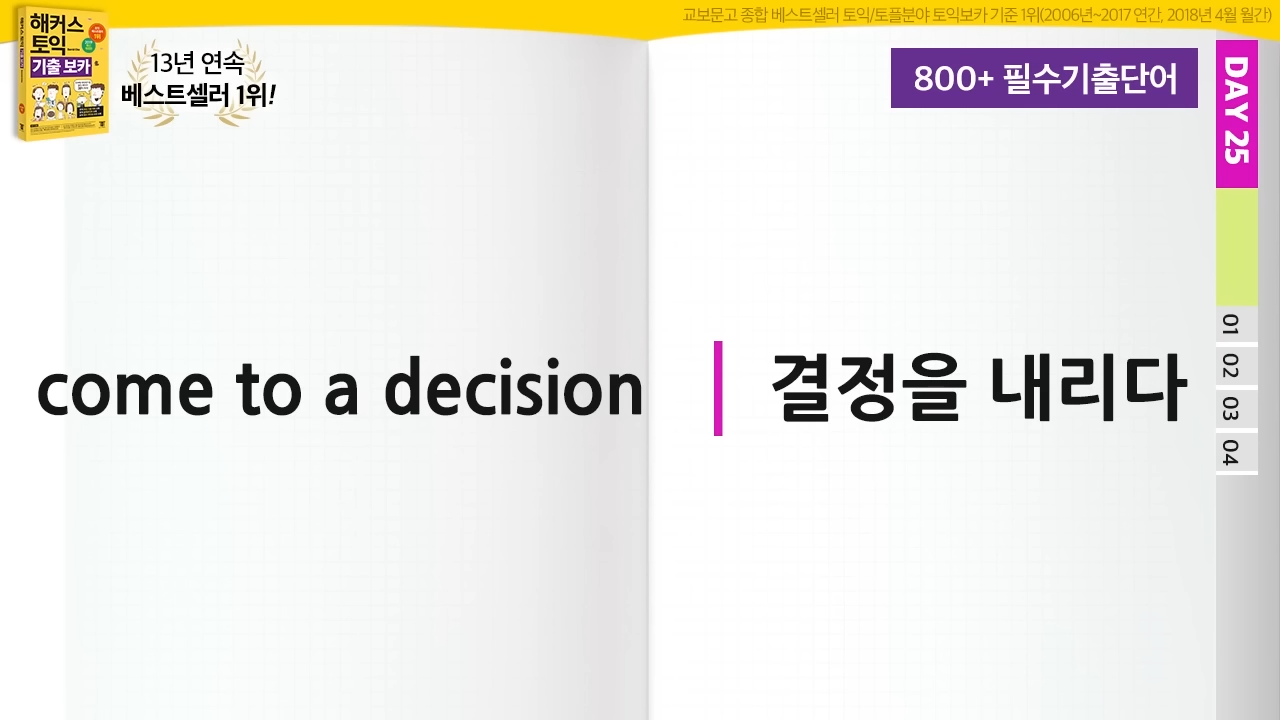 교보문고 종합 베스트셀러 토익/토플분야 토익보카 기준 1위(2006년~2017 연간, 2018년 4월 월간)
해커스
토익
기출 보카
13년 연속
베스트셀러 1위!
800+ 필수기출단어
DAY 25
come to a decision
결정을 내리다
01
02
03
04